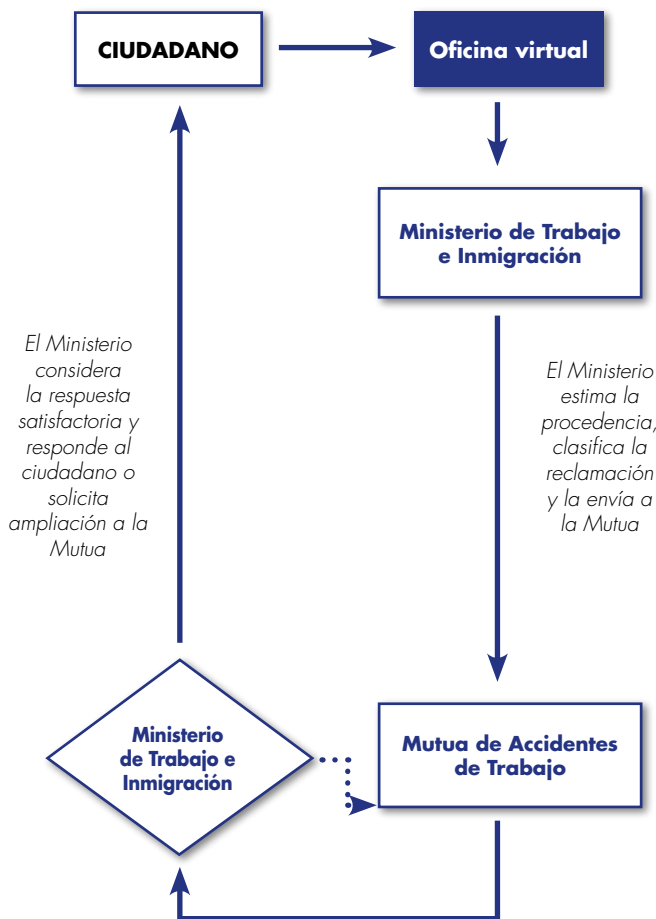 CIUDADANO
Oficina virtual
Ministerio de Trabajo
e Inmigración
El Ministerio
considera
la respuesta
satisfactoria y
responde al
ciudadano o
solicita
ampliación a la
Mutua
El Ministerio
estima la
procedencia,
clasifica la
reclamación
y la envía a
la Mutua
Ministerio
de Trabajo e
Inmigración
Mutua de Accidentes
de Trabajo